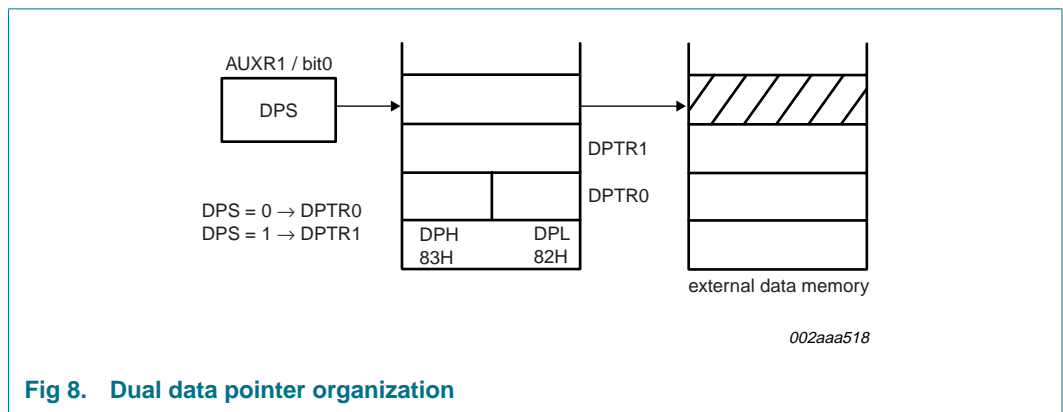 AUXR1 / bit0
DPS
DPTR1
DPTR0
DPS = 0 → DPTR0
DPS = 1 → DPTR1
DPH DPL
83H 82H
external data memory
002aaa518
Fig 8. Dual data pointer organization